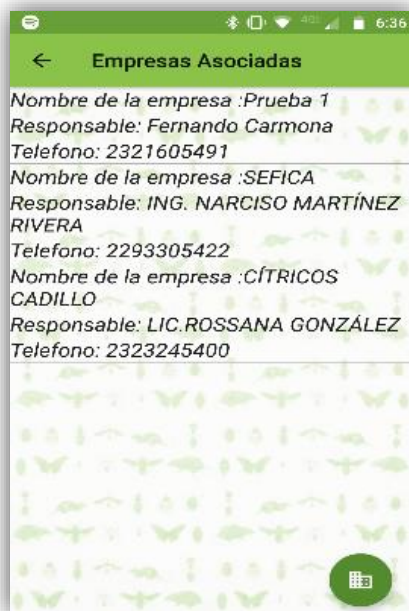 4G 6:36
Empresas Asociadas
Nombre de la empresa :Prueba 1
Responsable: Fernando Carmona
Telefono: 2321605491
Nombre de la empresa :SEFICA
Responsable: ING. NARCISO MARTÍNEZ
RIVERA
Telefono: 2293305422
Nombre de la empresa :CÍTRICOS
CADILLO
Responsable: LIC.ROSSANA GONZÁLEZ
Telefono: 2323245400